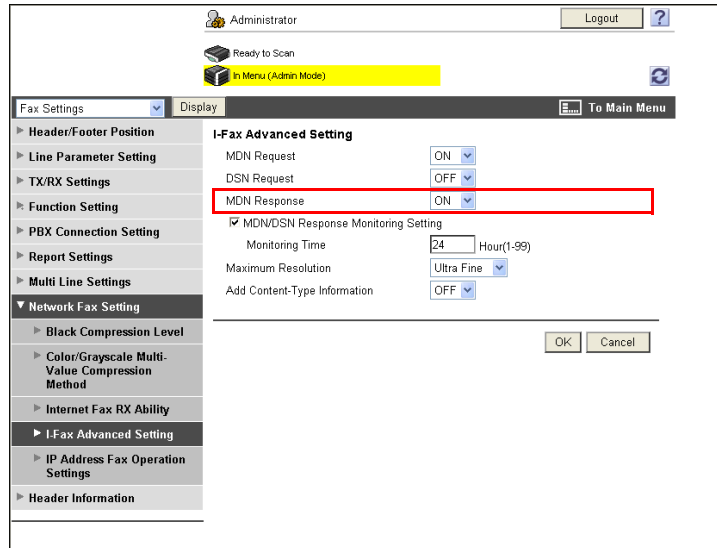 Administrator
Logout
?
Ready to Scan
In Menu (Admin Mode)
Fax Settings
Display
To Main Menu
Header/Footer Position
Line Parameter Setting
TX/RX Settings
Function Setting
PBX Connection Setting
Report Settings
Multi Line Settings
Network Fax Setting
Black Compression Level
Color/Grayscale Multi-
Value Compression
Method
Internet Fax RX Ability
I-Fax Advanced Setting
IP Address Fax Operation
Settings
Header Information
I-Fax Advanced Setting
MDN Request ON
DSN Request OFF
MDN Response ON
MDN/DSN Response Monitoring Setting
Monitoring Time 24 Hour(1-99)
Maximum Resolution Ultra Fine
Add Content-Type Information OFF
OK Cancel